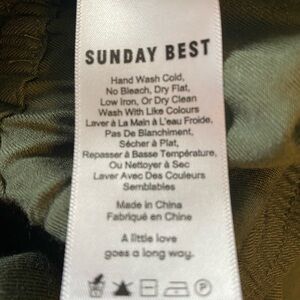 SUNDAY BEST
Hand Wash Cold,
No Bleach, Dry Flat,
Low Iron, Or Dry Clean
Wash With Like Colours
Laver à La Main à L'eau Froide,
Pas De Blanchiment,
Sécher à Plat,
Repasser à Basse Température,
Ou Nettoyer à Sec
Laver Avec Des Couleurs
Semblables
Made in China
Fabriqué en Chine
A little love
goes a long way.
P